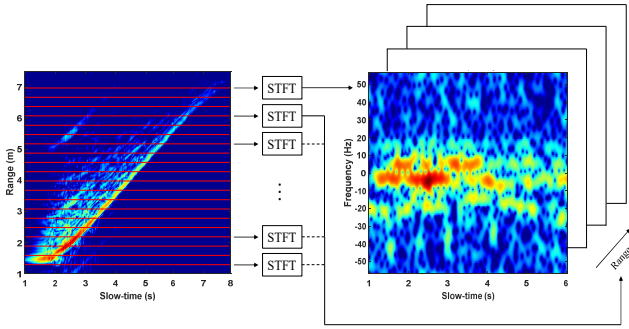 7
6
5
4
3
2
1
Range (m)
1 2 3 4 5 6 7 8
Slow-time (s)
STFT
STFT
STFT
⋮
STFT
STFT
50
40
30
20
10
0
-10
-20
-30
-40
-50
Frequency (Hz)
1 2 3 4 5 6
Slow-time (s)
Range